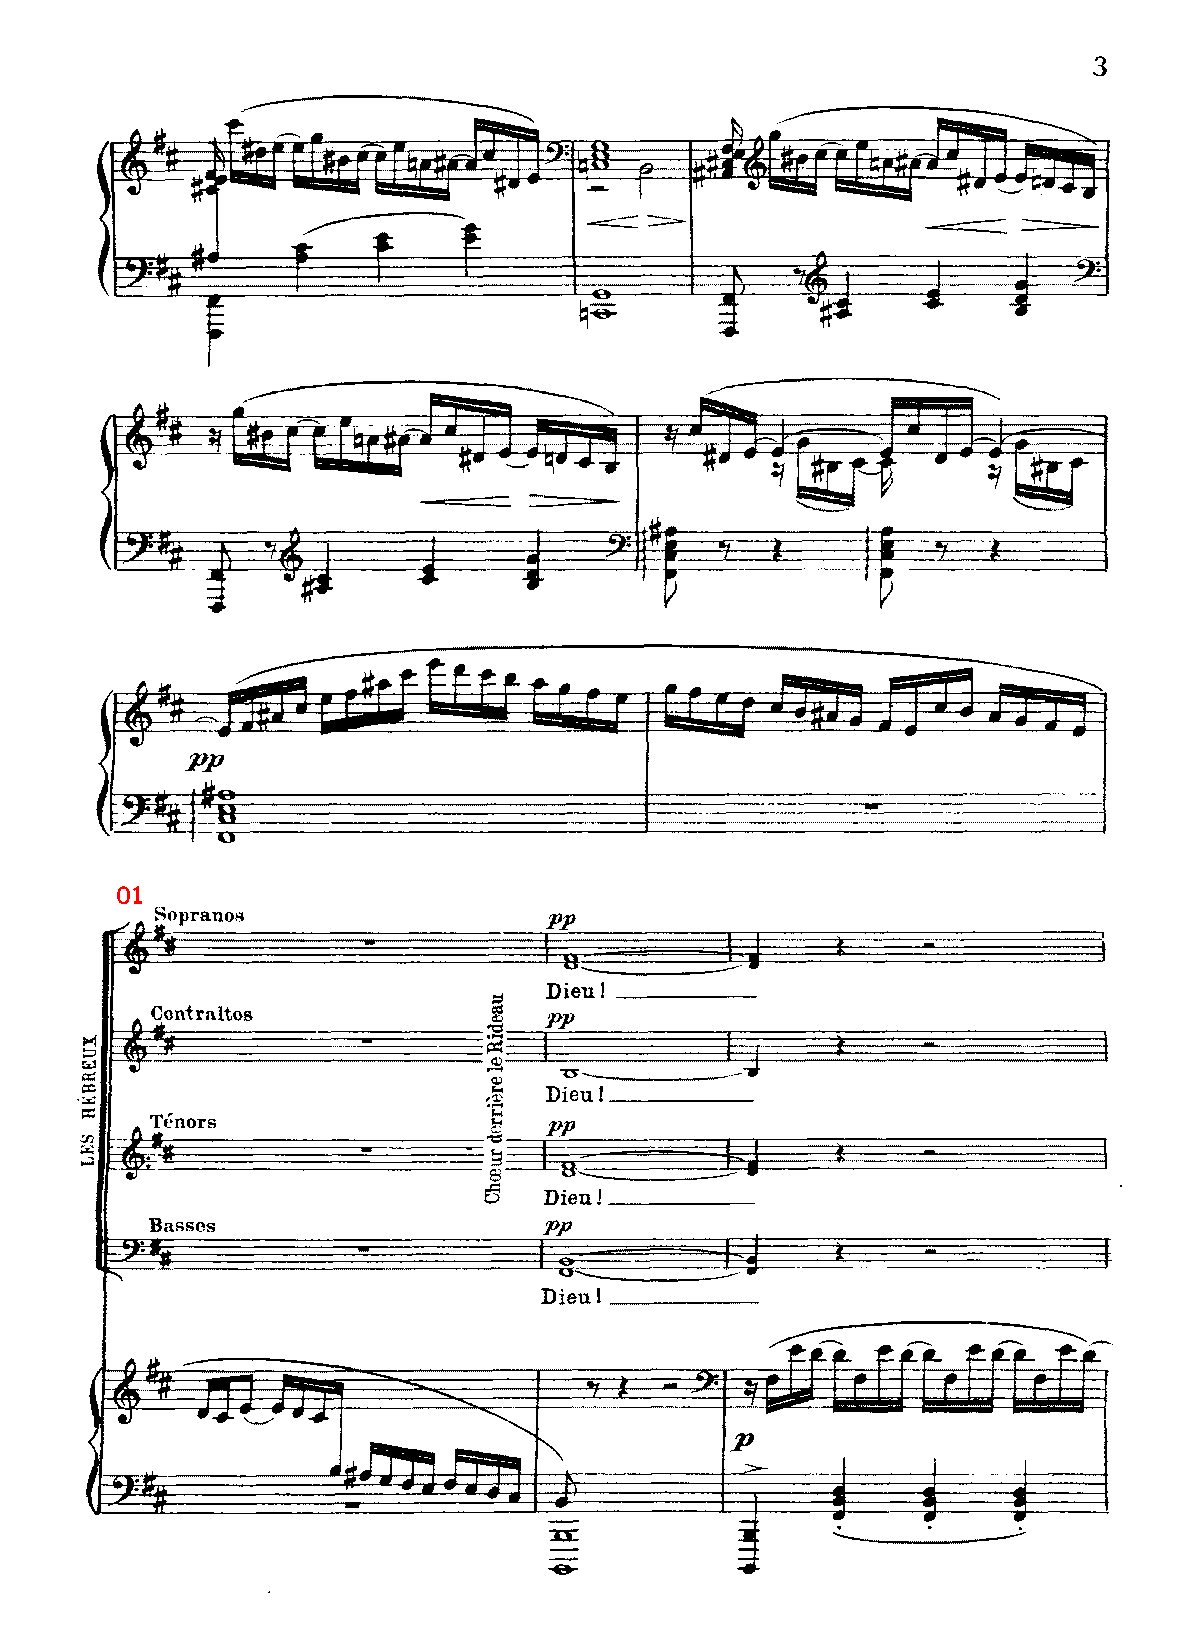 3
pp
01
Sopranos
pp
Dieu!
Contraltos
pp
Dieu!
LES HÉBREUX
Chœur derrière le Rideau
Ténors
pp
Dieu!
Basses
pp
Dieu!
p